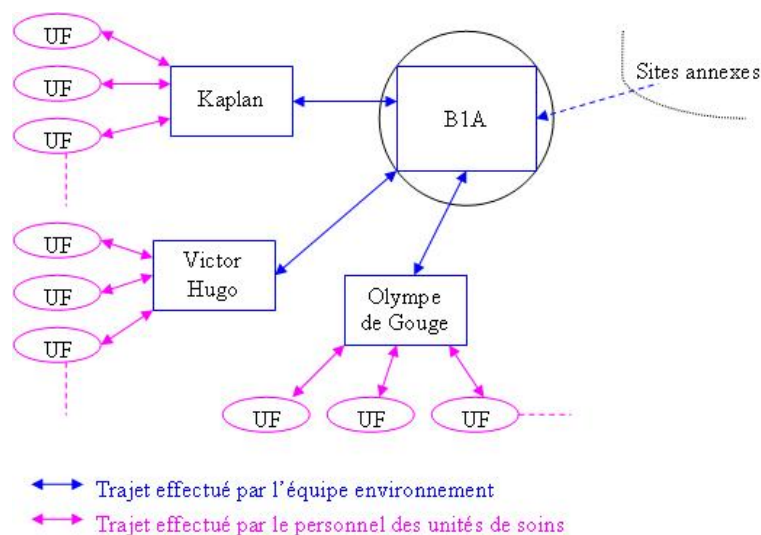 UF
UF
UF
Kaplan
B1A
Sites annexes
UF
UF
UF
Victor
Hugo
Olympe
de Gouge
UF
UF
UF
Trajet effectué par l'équipe environnement
Trajet effectué par le personnel des unités de soins